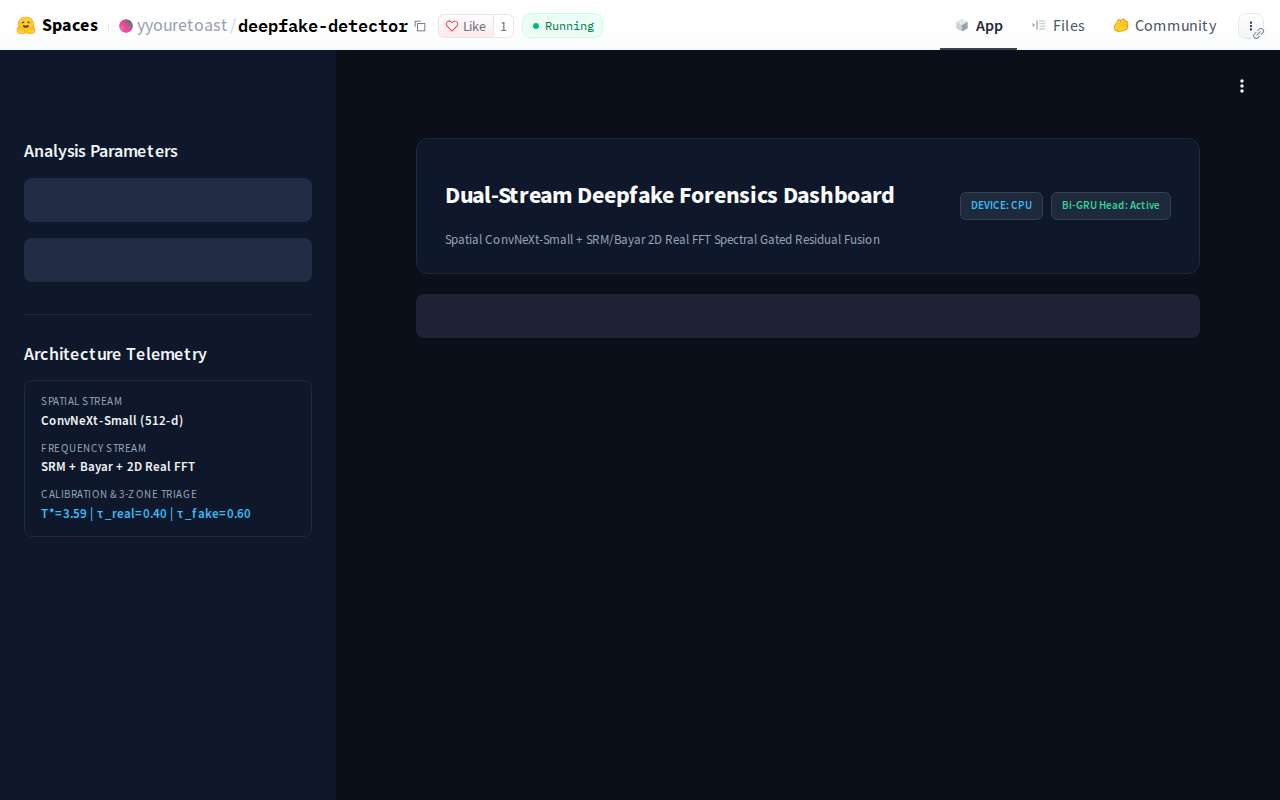 Spaces
yyouretoast / deepfake-detector
Like 1
Running
App
Files
Community
Analysis Parameters
Architecture Telemetry
SPATIAL STREAM
ConvNeXt-Small (512-d)
FREQUENCY STREAM
SRM + Bayar + 2D Real FFT
CALIBRATION & 3-ZONE TRIAGE
T*=3.59 | τ_real=0.40 | τ_fake=0.60
Dual-Stream Deepfake Forensics Dashboard
DEVICE: CPU
Bi-GRU Head: Active
Spatial ConvNeXt-Small + SRM/Bayar 2D Real FFT Spectral Gated Residual Fusion